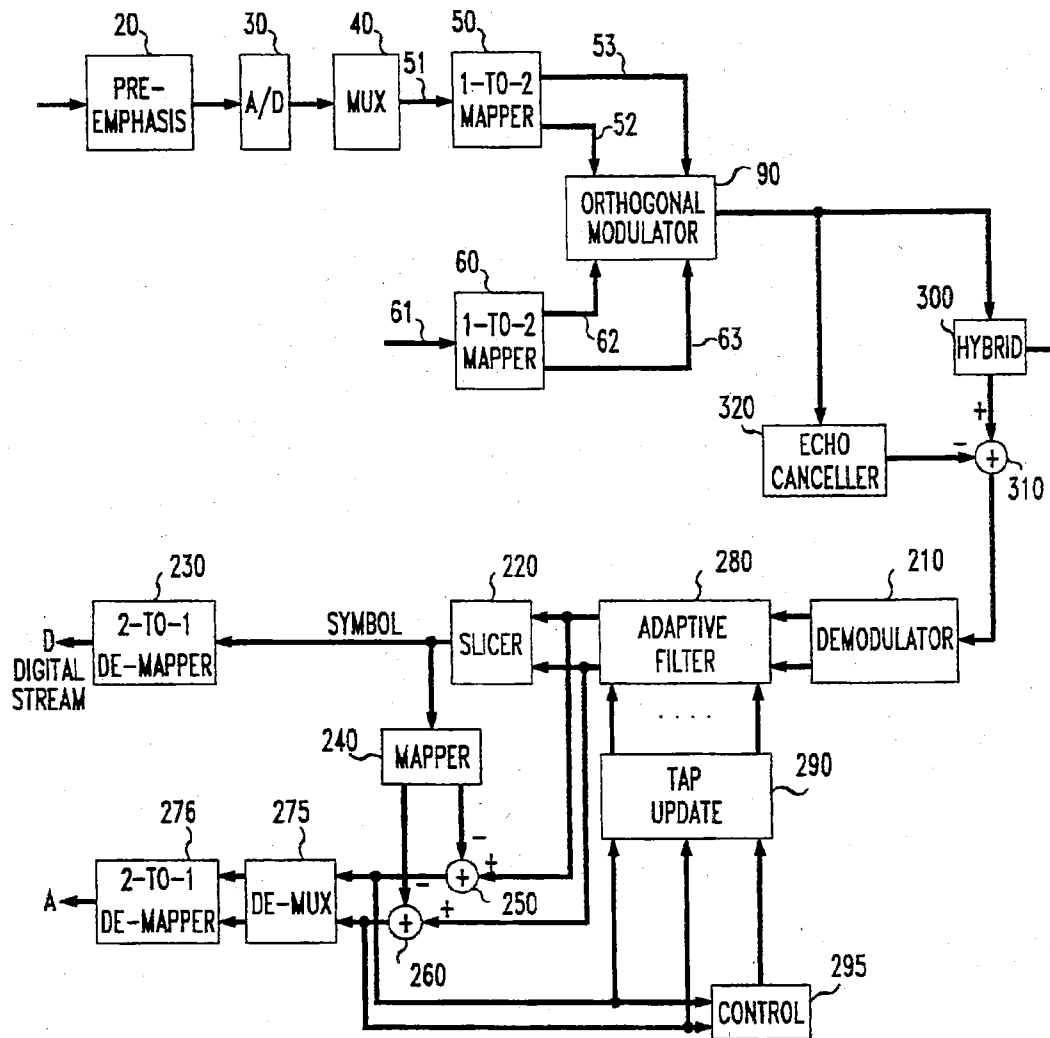 20
30
40
50
53
51
PRE-
EMPHASIS
A/D
MUX
1-TO-2
MAPPER
52
90
ORTHOGONAL
MODULATOR
60
61
1-TO-2
MAPPER
62
63
300
HYBRID
+
320
ECHO
CANCELLER
-
+
310
230
220
280
210
D
DIGITAL
STREAM
2-TO-1
DE-MAPPER
SYMBOL
SLICER
ADAPTIVE
FILTER
DEMODULATOR
. . . .
240
MAPPER
TAP
UPDATE
290
276
275
-
+
+
250
A
2-TO-1
DE-MAPPER
DE-MUX
-
+
+
260
295
CONTROL